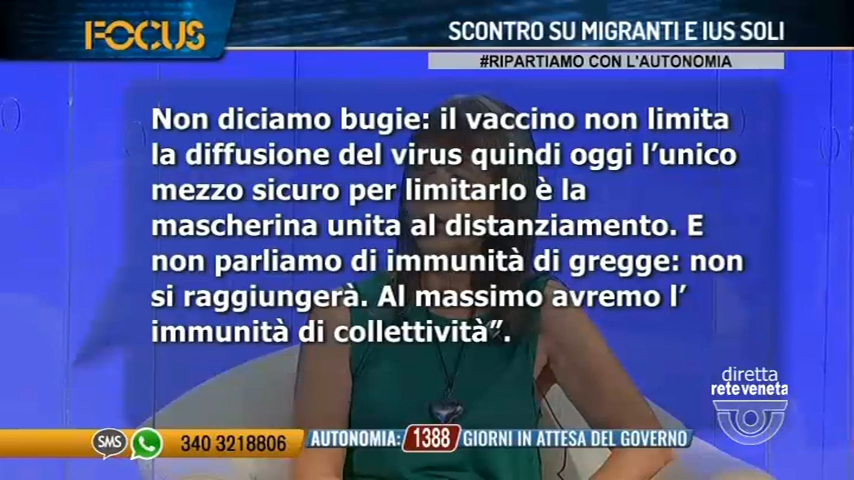 FOCUS
SCONTRO SU MIGRANTI E IUS SOLI
#RIPARTIAMO CON L'AUTONOMIA
Non diciamo bugie: il vaccino non limita
la diffusione del virus quindi oggi l’unico
mezzo sicuro per limitarlo è la
mascherina unita al distanziamento. E
non parliamo di immunità di gregge: non
si raggiungerà. Al massimo avremo l’
immunità di collettività”.
diretta
reteveneta
SMS 340 3218806 AUTONOMIA: 1388 GIORNI IN ATTESA DEL GOVERNO